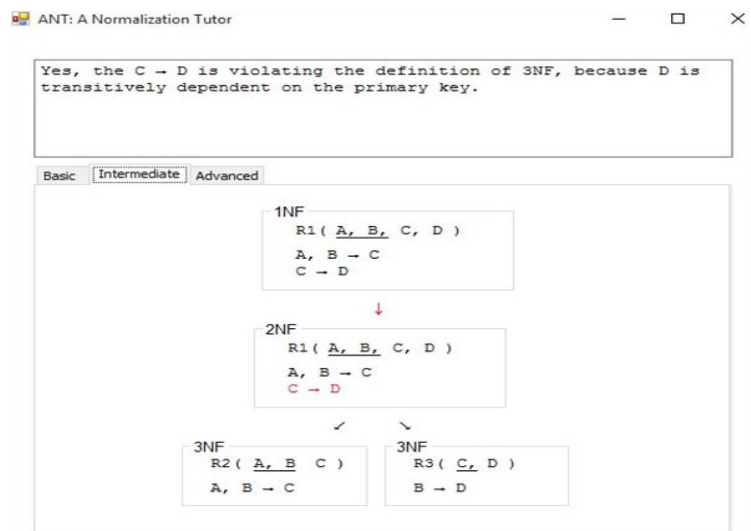 ANT: A Normalization Tutor
Yes, the C → D is violating the definition of 3NF, because D is
transitively dependent on the primary key.
Basic Intermediate Advanced
1NF
R1( A, B, C, D )
A, B → C
C → D
2NF
R1( A, B, C, D )
A, B → C
C → D
3NF
R2( A, B C )
A, B → C
3NF
R3( C, D )
B → D